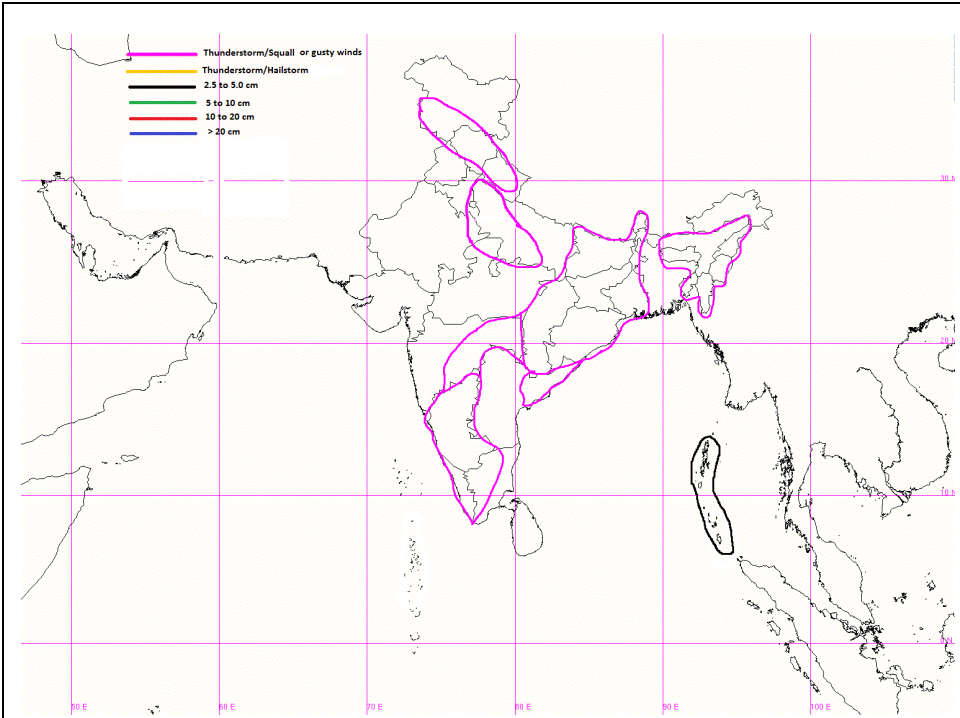 Thunderstorm/Squall or gusty winds
Thunderstorm/Hailstorm
2.5 to 5.0 cm
5 to 10 cm
10 to 20 cm
> 20 cm
30 N
20 N
10 N
50 E
60 E
70 E
80 E
90 E
100 E